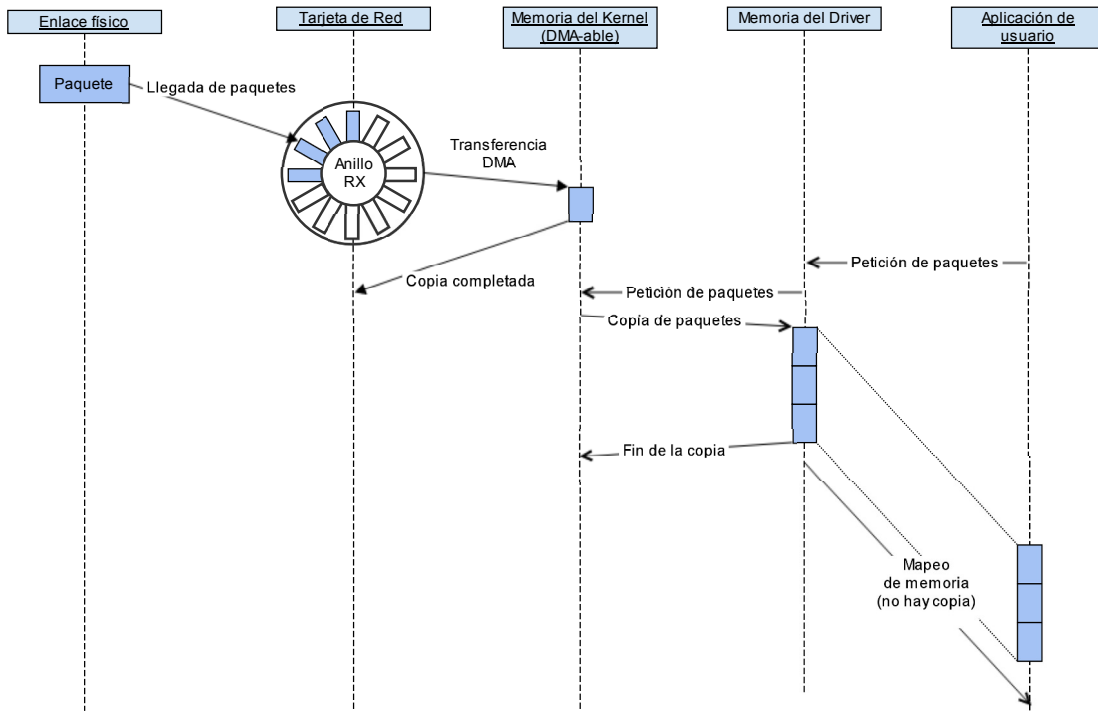 Enlace físico
Tarjeta de Red
Memoria del Kernel
(DMA-able)
Memoria del Driver
Aplicación de
usuario
Paquete
Llegada de paquetes
Anillo
RX
Transferencia
DMA
Copia completada
Petición de paquetes
Petición de paquetes
Copía de paquetes
Fin de la copia
Mapeo
de memoria
(no hay copia)